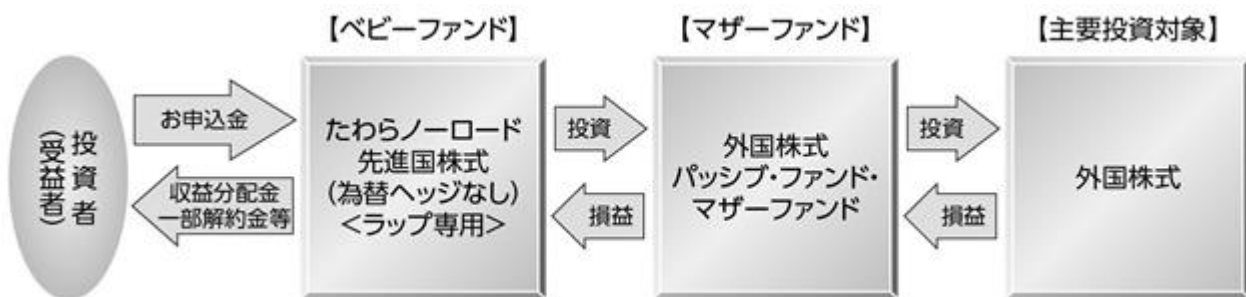 【ベビーファンド】
【マザーファンド】
【主要投資対象】
投資者
(受益者)
お申込金
収益分配金
一部解約金等
たわらノーロード
先進国株式
(為替ヘッジなし)
<ラップ専用>
投資
損益
外国株式
パッシブ・ファンド・
マザーファンド
投資
損益
外国株式